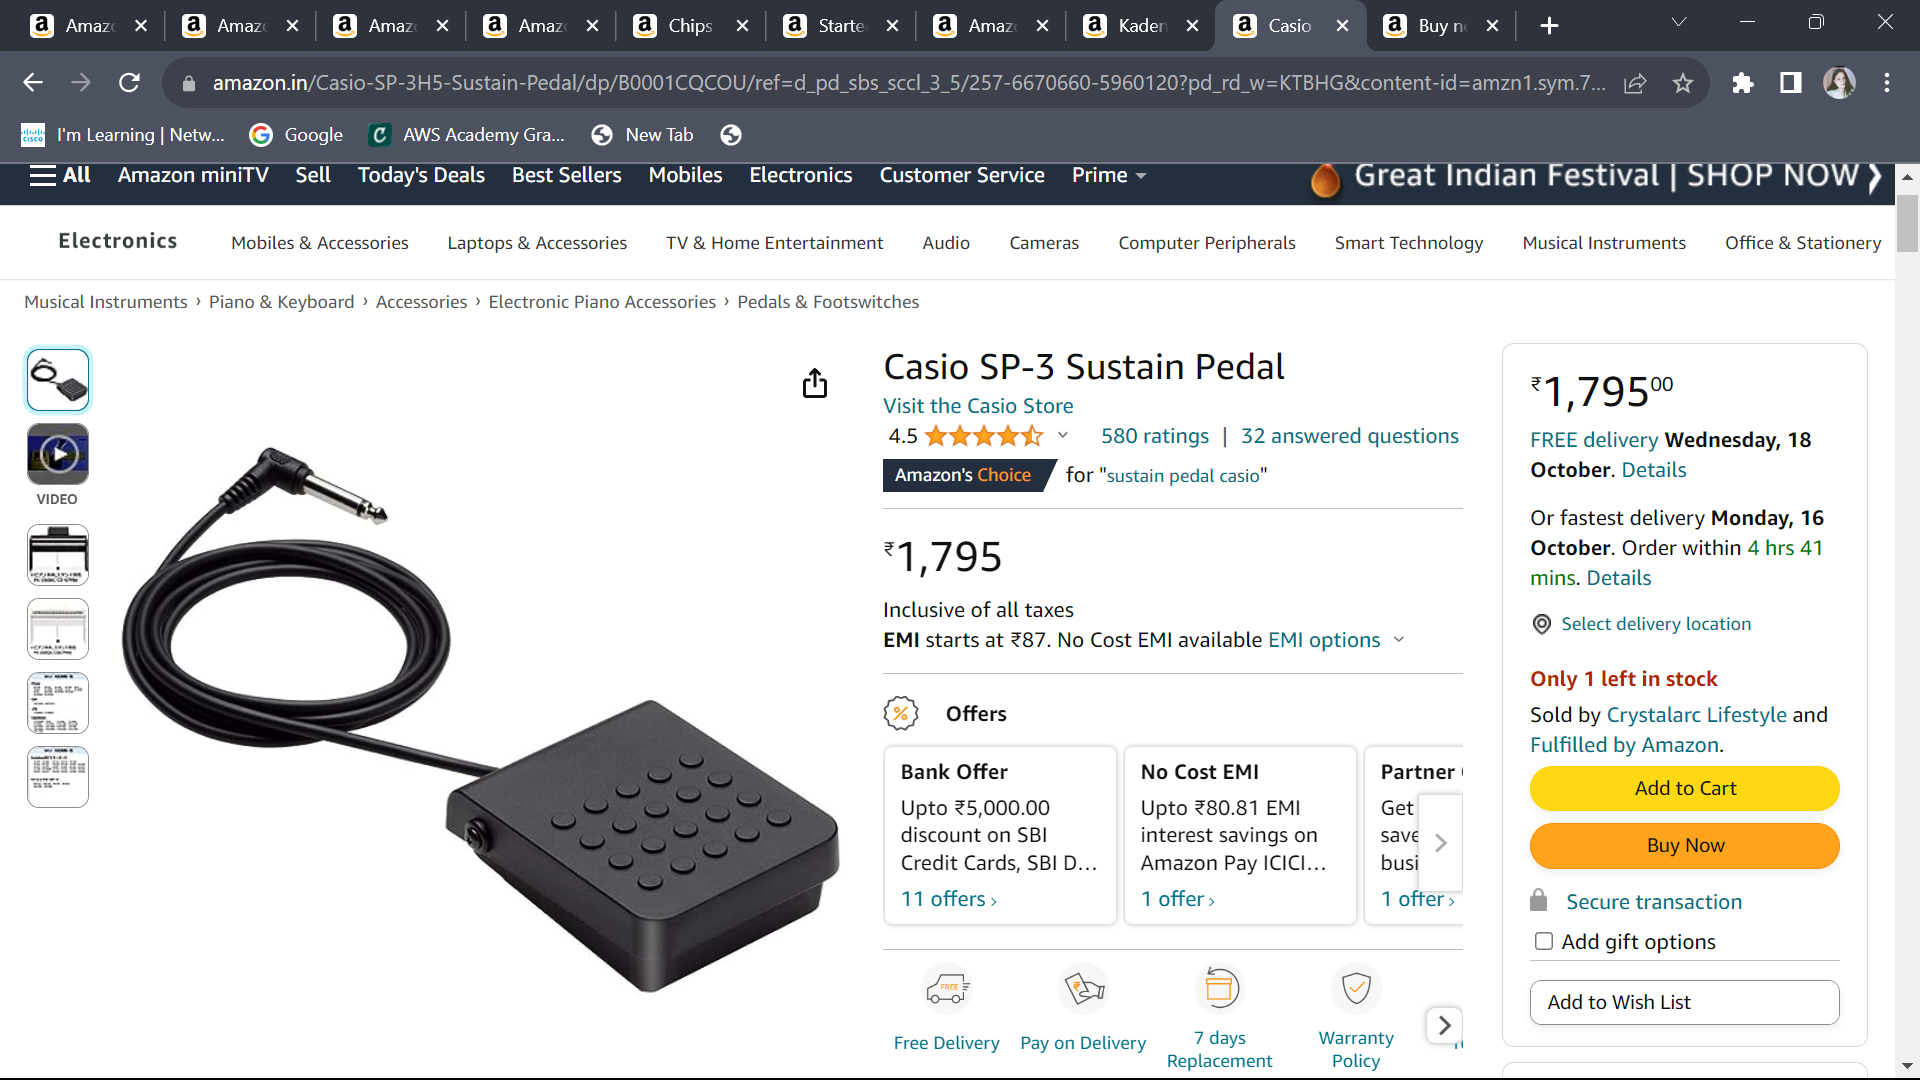 Amaz
Amaz
Amaz
Amaz
Chips
Starte
Amaz
Kaden
Casio
Buy ne
amazon.in/Casio-SP-3H5-Sustain-Pedal/dp/B0001CQCOU/ref=d_pd_sbs_sccl_3_5/257-6670660-5960120?pd_rd_w=KTBHG&content-id=amzn1.sym.7...
I'm Learning | Netw...
Google
AWS Academy Gra...
New Tab
All
Amazon miniTV
Sell
Today's Deals
Best Sellers
Mobiles
Electronics
Customer Service
Prime
Great Indian Festival | SHOP NOW
Electronics
Mobiles & Accessories
Laptops & Accessories
TV & Home Entertainment
Audio
Cameras
Computer Peripherals
Smart Technology
Musical Instruments
Office & Stationery
Musical Instruments › Piano & Keyboard › Accessories › Electronic Piano Accessories › Pedals & Footswitches
VIDEO
Casio SP-3 Sustain Pedal
Visit the Casio Store
4.5
580 ratings | 32 answered questions
Amazon's Choice for "sustain pedal casio"
₹1,795
Inclusive of all taxes
EMI starts at ₹87. No Cost EMI available EMI options
Offers
Bank Offer
Upto ₹5,000.00
discount on SBI
Credit Cards, SBI D...
11 offers ›
No Cost EMI
Upto ₹80.81 EMI
interest savings on
Amazon Pay ICICI...
1 offer ›
Partner
Get
save
busi
1 offer ›
FREE
Free Delivery
Pay on Delivery
7 days
Replacement
Warranty
Policy
₹1,79500
FREE delivery Wednesday, 18
October. Details
Or fastest delivery Monday, 16
October. Order within 4 hrs 41
mins. Details
Select delivery location
Only 1 left in stock
Sold by Crystalarc Lifestyle and
Fulfilled by Amazon.
Add to Cart
Buy Now
Secure transaction
Add gift options
Add to Wish List